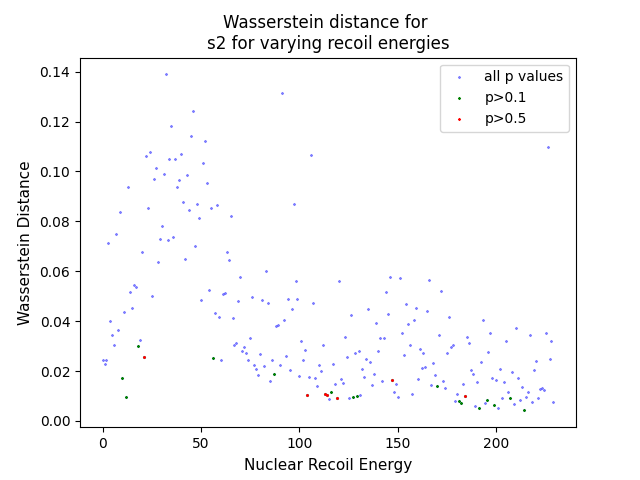 Wasserstein distance for
s2 for varying recoil energies
all p values
p>0.1
p>0.5
Wasserstein Distance
0.14
0.12
0.10
0.08
0.06
0.04
0.02
0.00
0 50 100 150 200
Nuclear Recoil Energy